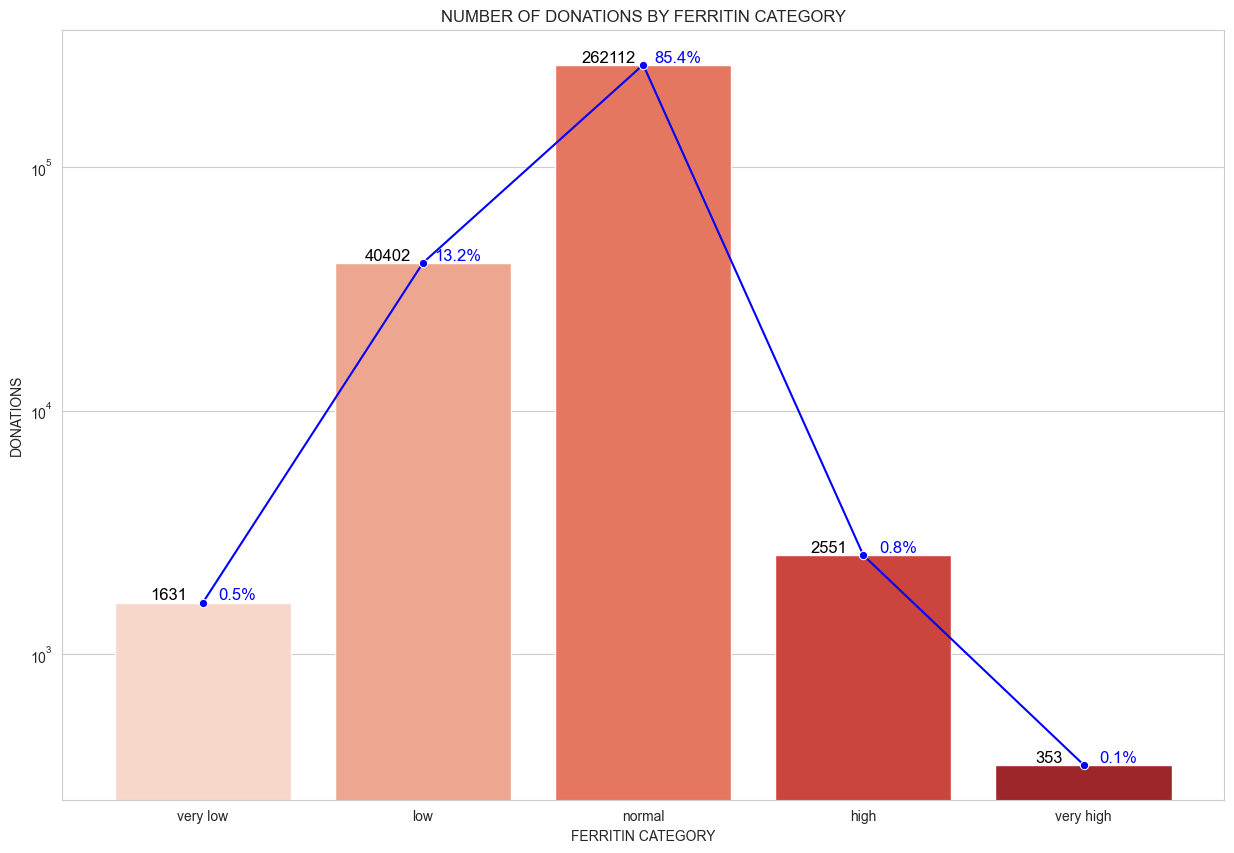 NUMBER OF DONATIONS BY FERRITIN CATEGORY
262112 85.4%
10^5
40402 13.2%
DONATIONS
10^4
2551 0.8%
1631 0.5%
10^3
353 0.1%
very low low normal high very high
FERRITIN CATEGORY